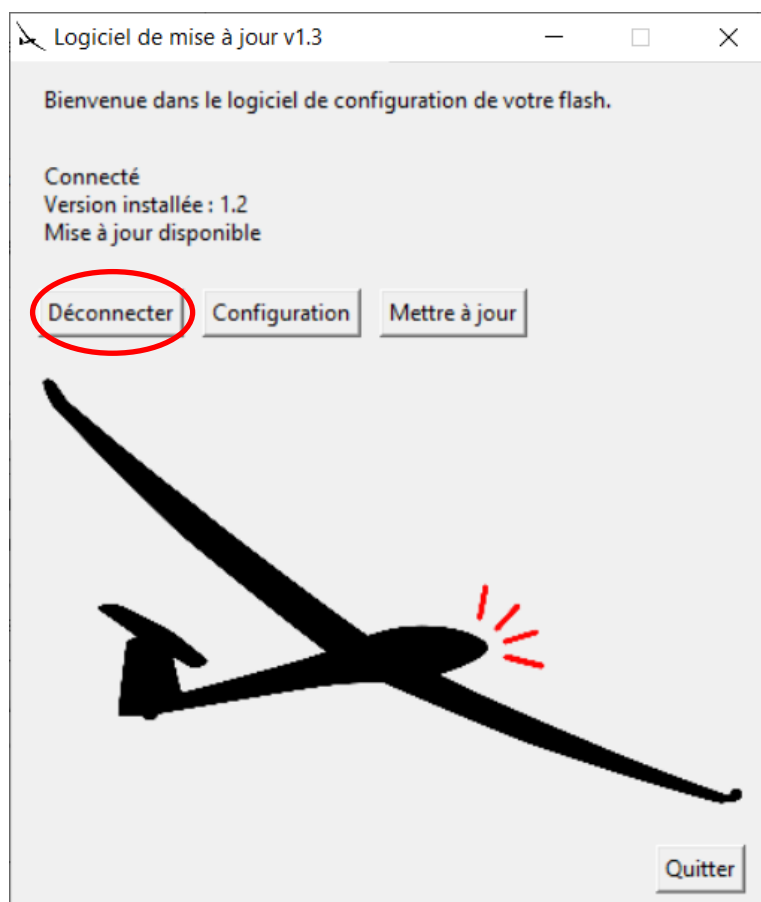 Logiciel de mise à jour v1.3
Bienvenue dans le logiciel de configuration de votre flash.
Connecté
Version installée : 1.2
Mise à jour disponible
Déconnecter Configuration Mettre à jour
Quitter